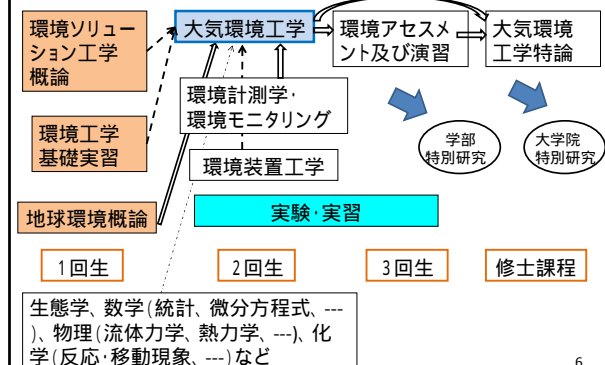 環境ソリュー
ション工学
概論
大気環境工学
環境アセスメ
ント及び演習
大気環境
工学特論
環境計測学・
環境モニタリング
環境工学
基礎実習
学部
特別研究
大学院
特別研究
環境装置工学
地球環境概論
実験・実習
1回生
2回生
3回生
修士課程
生態学、数学(統計、微分方程式、---
)、物理(流体力学、熱力学、---)、化
学(反応・移動現象、---)など
6